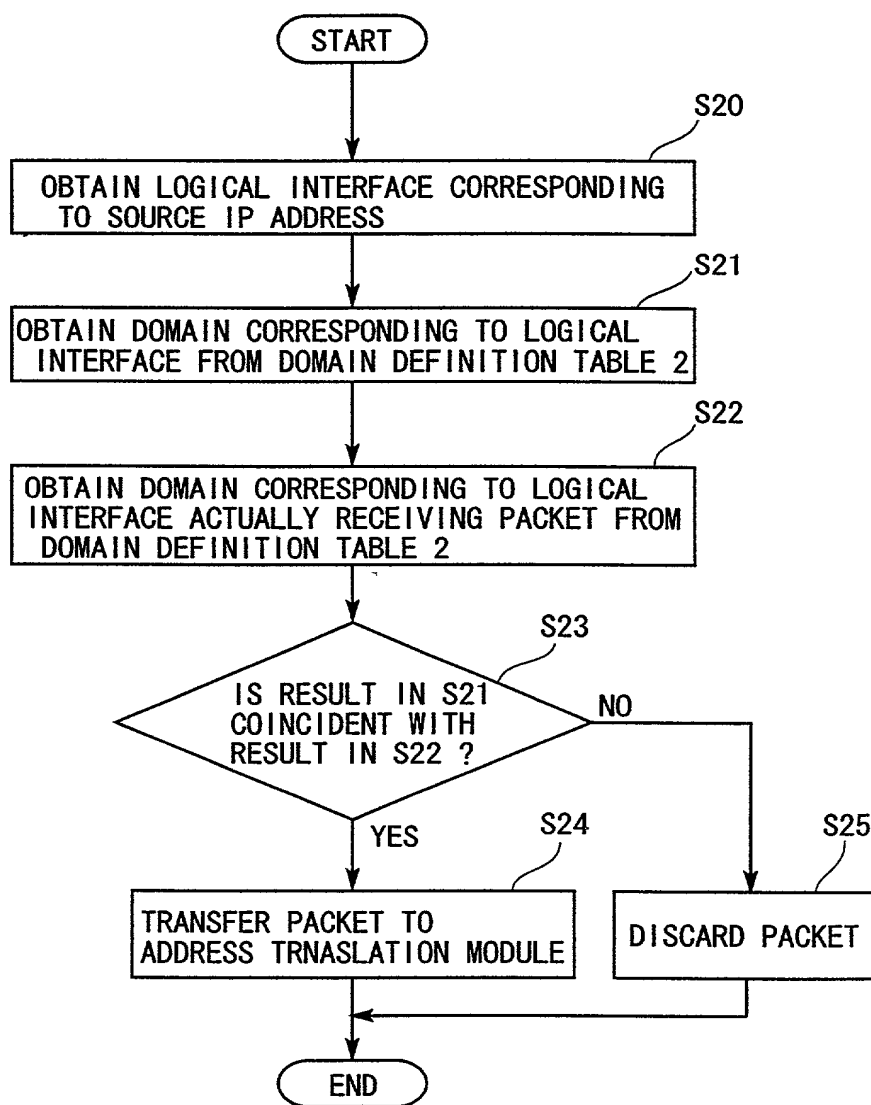 START
S20
OBTAIN LOGICAL INTERFACE CORRESPONDING
TO SOURCE IP ADDRESS
S21
OBTAIN DOMAIN CORRESPONDING TO LOGICAL
INTERFACE FROM DOMAIN DEFINITION TABLE 2
S22
OBTAIN DOMAIN CORRESPONDING TO LOGICAL
INTERFACE ACTUALLY RECEIVING PACKET FROM
DOMAIN DEFINITION TABLE 2
S23
IS RESULT IN S21
COINCIDENT WITH
RESULT IN S22 ?
NO
YES
S24
TRANSFER PACKET TO
ADDRESS TRNASLATION MODULE
S25
DISCARD PACKET
END